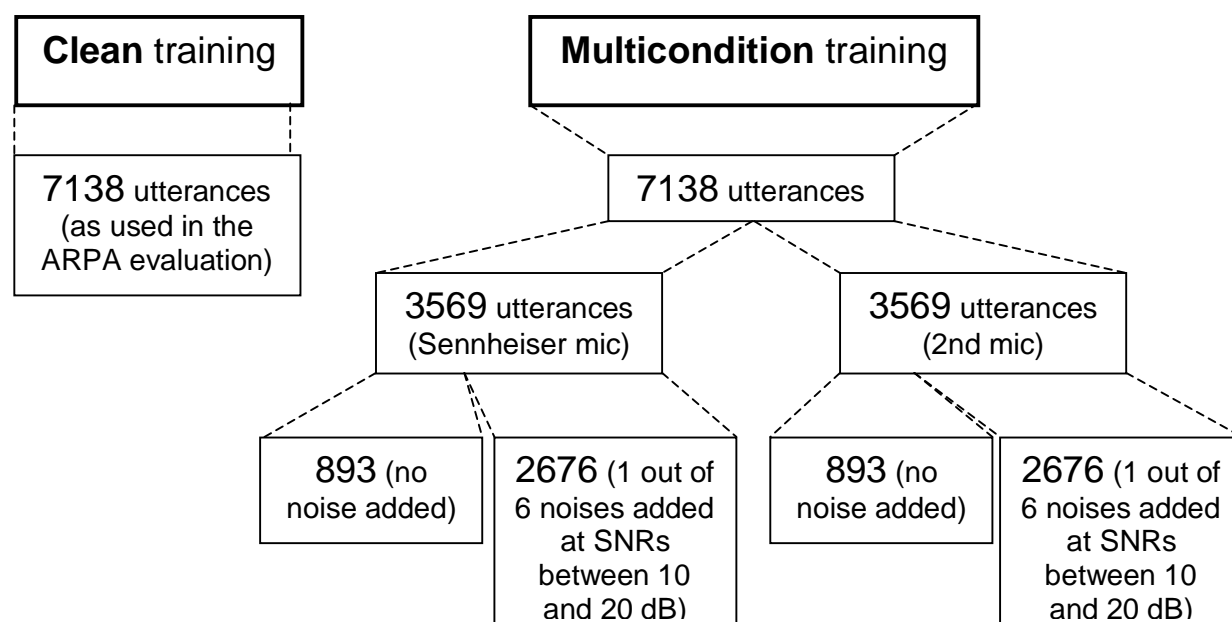 Clean training
Multicondition training
7138 utterances
(as used in the
ARPA evaluation)
7138 utterances
3569 utterances
(Sennheiser mic)
3569 utterances
(2nd mic)
893 (no
noise added)
2676 (1 out of
6 noises added
at SNRs
between 10
and 20 dB)
893 (no
noise added)
2676 (1 out of
6 noises added
at SNRs
between 10
and 20 dB)